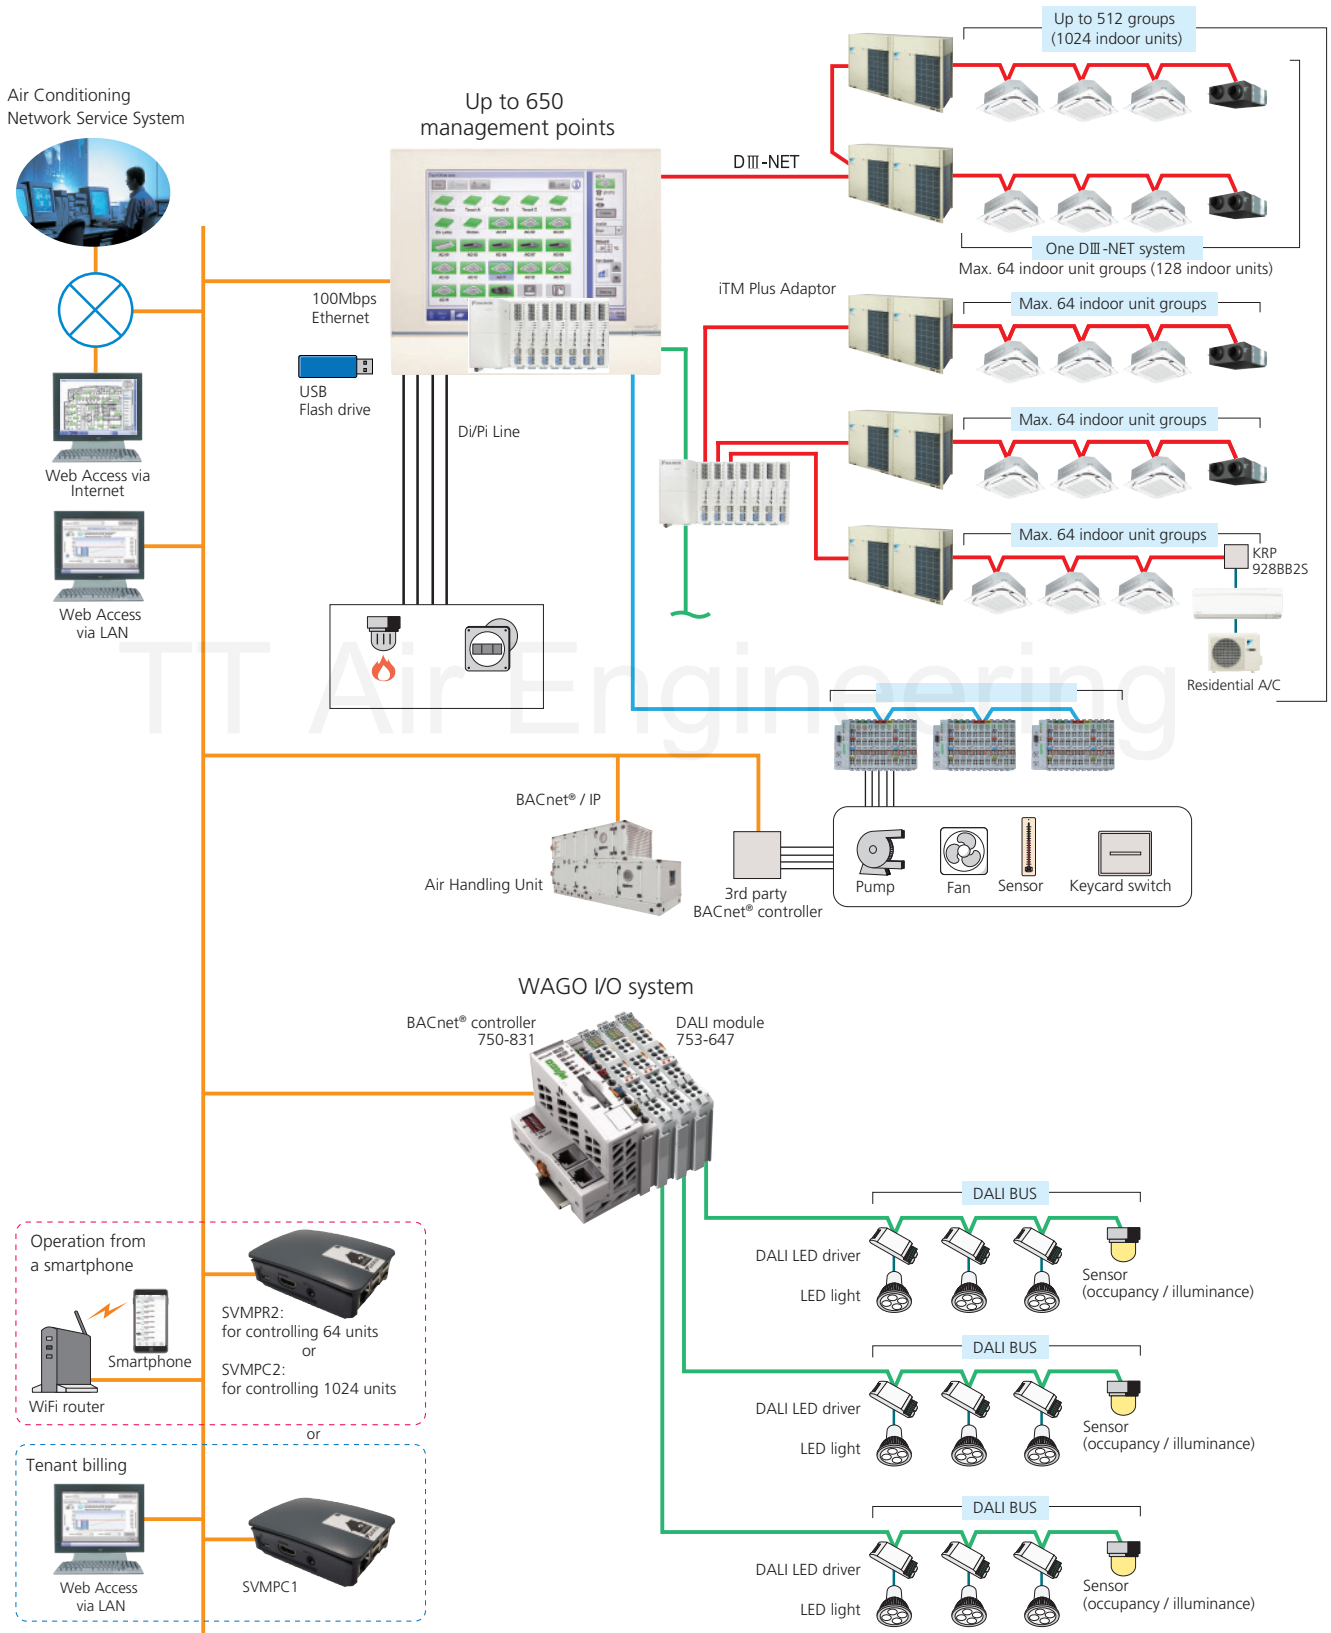 Up to 512 groups
(1024 indoor units)
Air Conditioning
Network Service System
Up to 650
management points
DⅢ-NET
One DⅢ-NET system
Max. 64 indoor unit groups (128 indoor units)
100Mbps
Ethernet
iTM Plus Adaptor
Max. 64 indoor unit groups
USB
Flash drive
Di/Pi Line
Max. 64 indoor unit groups
Web Access via
Internet
Max. 64 indoor unit groups
KRP
928BB2S
Web Access
via LAN
TT Air Engineering
Residential A/C
BACnet® / IP
Air Handling Unit
3rd party
BACnet® controller
Pump
Fan
Sensor
Keycard switch
WAGO I/O system
BACnet® controller
750-831
DALI module
753-647
DALI BUS
DALI LED driver
LED light
Sensor
(occupancy / illuminance)
Operation from
a smartphone
Smartphone
WiFi router
SVMPR2:
for controlling 64 units
or
SVMPC2:
for controlling 1024 units
DALI BUS
DALI LED driver
LED light
Sensor
(occupancy / illuminance)
or
Tenant billing
Web Access
via LAN
SVMPC1
DALI BUS
DALI LED driver
LED light
Sensor
(occupancy / illuminance)